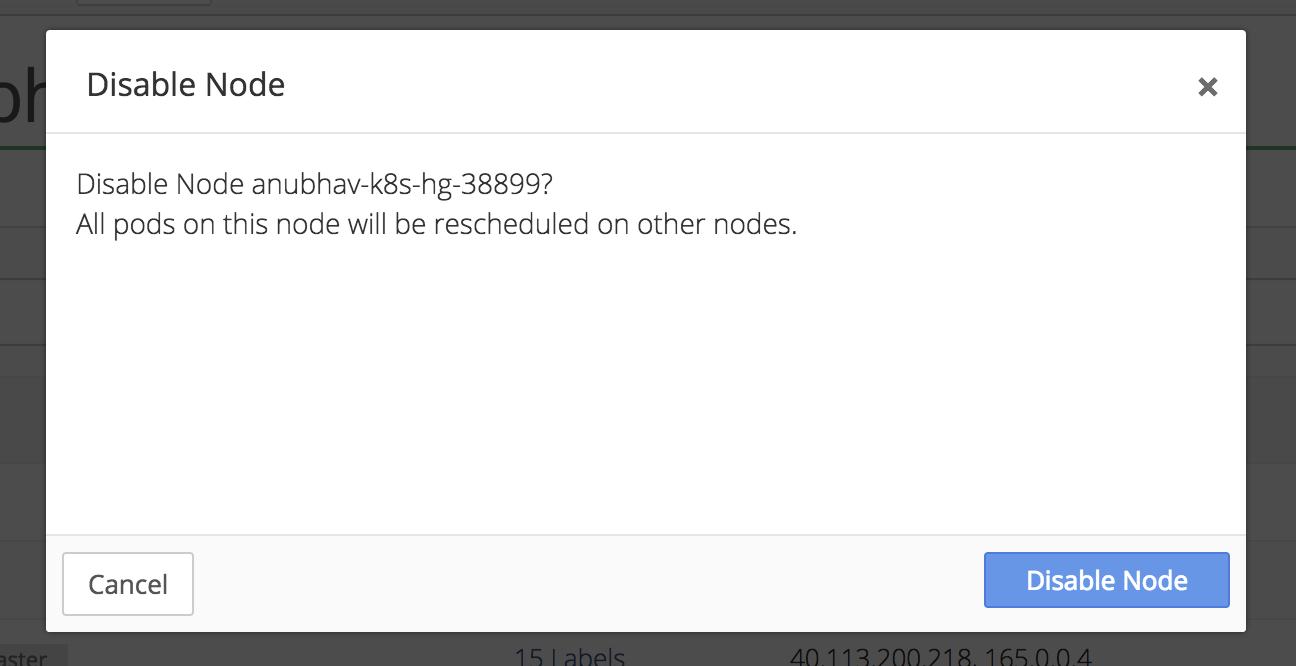 Disable Node
Disable Node anubhav-k8s-hg-38899?
All pods on this node will be rescheduled on other nodes.
Cancel
Disable Node
15 Labels
40.113.200.218, 165.0.0.4